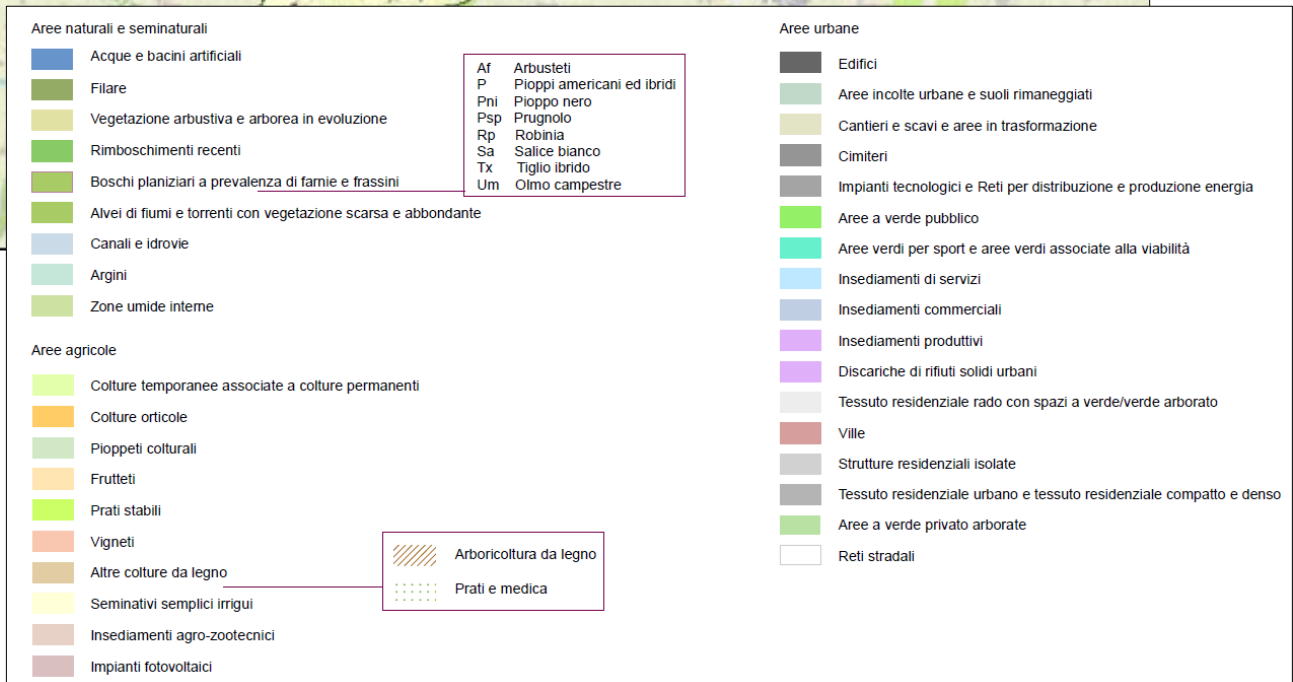 Aree naturali e seminaturali
Acque e bacini artificiali
Filare
Vegetazione arbustiva e arborea in evoluzione
Rimboschimenti recenti
Boschi planiziari a prevalenza di farnie e frassini
Alvei di fiumi e torrenti con vegetazione scarsa e abbondante
Canali e idrovie
Argini
Zone umide interne
Af Arbusteti
P Pioppi americani ed ibridi
Pni Pioppo nero
Psp Prugnolo
Rp Robinia
Sa Salice bianco
Tx Tiglio ibrido
Um Olmo campestre
Aree agricole
Colture temporanee associate a colture permanenti
Colture orticole
Pioppeti colturali
Frutteti
Prati stabili
Vigneti
Altre colture da legno
Seminativi semplici irrigui
Insediamenti agro-zootecnici
Impianti fotovoltaici
Arboricoltura da legno
Prati e medica
Aree urbane
Edifici
Aree incolte urbane e suoli rimaneggiati
Cantieri e scavi e aree in trasformazione
Cimiteri
Impianti tecnologici e Reti per distribuzione e produzione energia
Aree a verde pubblico
Aree verdi per sport e aree verdi associate alla viabilità
Insediamenti di servizi
Insediamenti commerciali
Insediamenti produttivi
Discariche di rifiuti solidi urbani
Tessuto residenziale rado con spazi a verde/verde arborato
Ville
Strutture residenziali isolate
Tessuto residenziale urbano e tessuto residenziale compatto e denso
Aree a verde privato arborate
Reti stradali